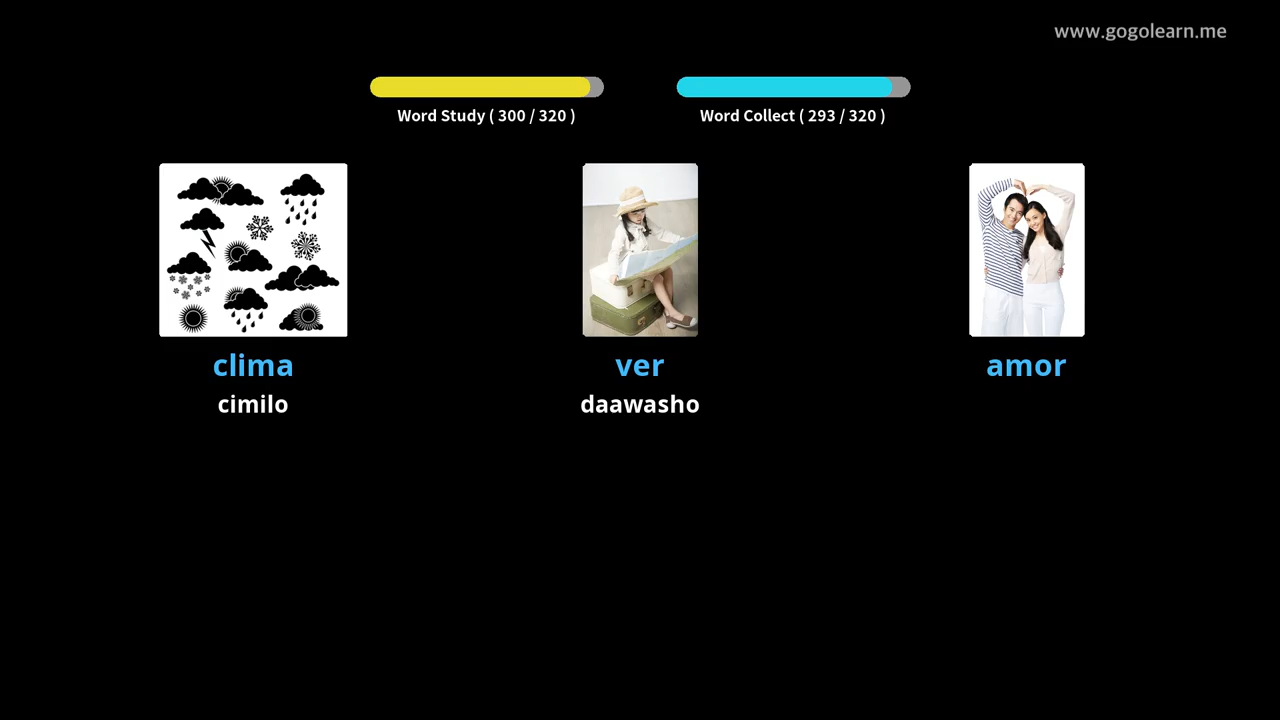 www.gogolearn.me
Word Study ( 300 / 320 )
Word Collect ( 293 / 320 )
clima
ver
amor
cimilo
daawasho